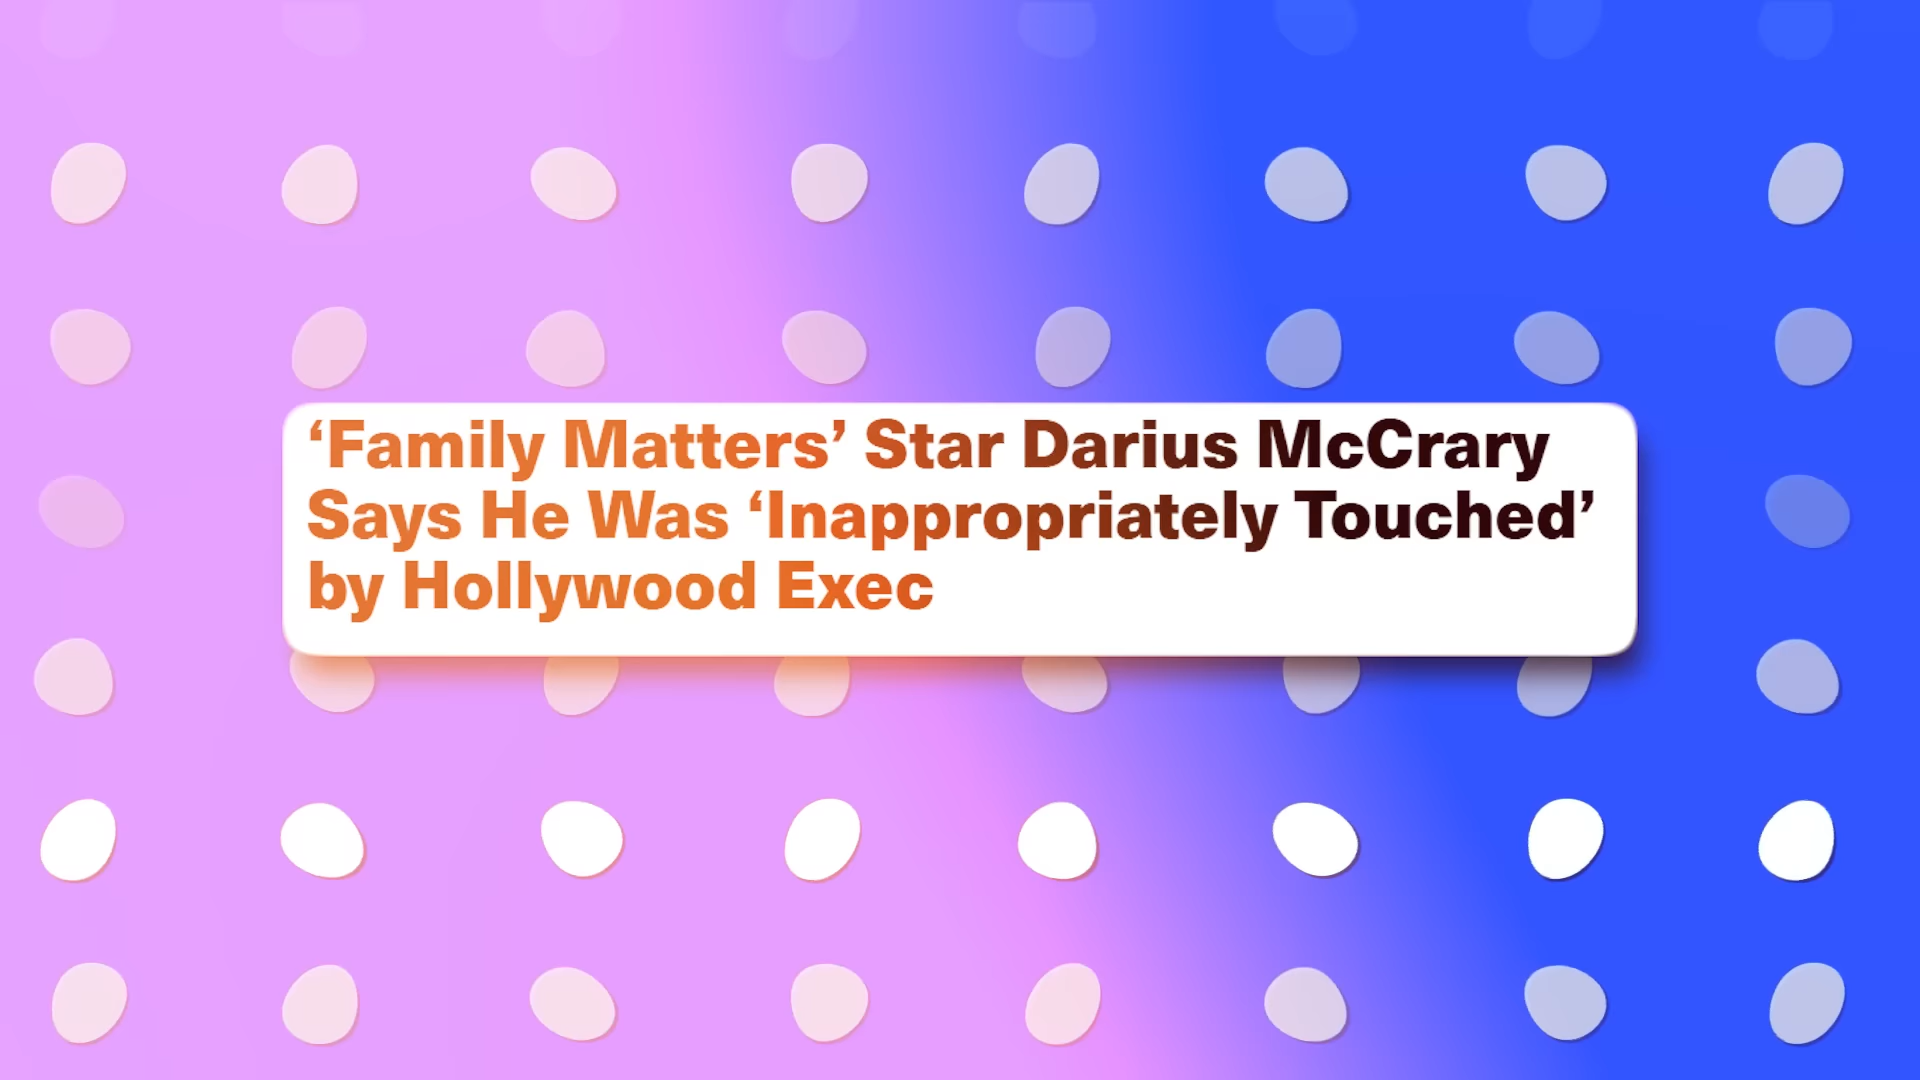 ‘Family Matters’ Star Darius McCrary
Says He Was ‘Inappropriately Touched’
by Hollywood Exec